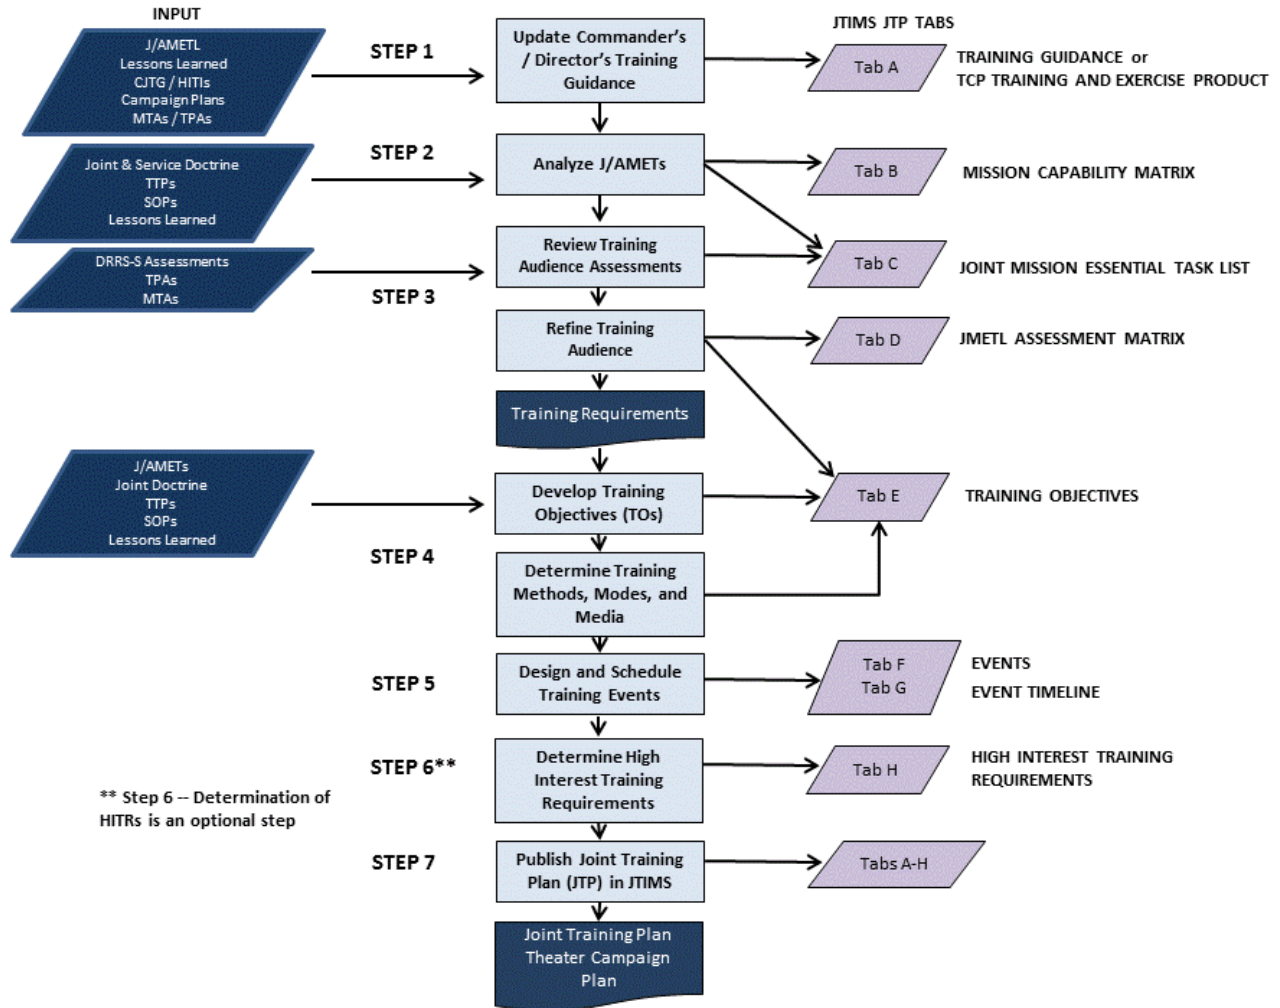 INPUT
JTIMS JTP TABS
J/AMETL
Lessons Learned
CJTG / HITIs
Campaign Plans
MTAs / TPAs
STEP 1
Update Commander's
/ Director's Training
Guidance
Tab A
TRAINING GUIDANCE or
TCP TRAINING AND EXERCISE PRODUCT
Joint & Service Doctrine
TTPs
SOPs
Lessons Learned
STEP 2
Analyze J/AMETs
Tab B
MISSION CAPABILITY MATRIX
DRRS-S Assessments
TPAs
MTAs
STEP 3
Review Training
Audience Assessments
Tab C
JOINT MISSION ESSENTIAL TASK LIST
Refine Training
Audience
Tab D
JMETL ASSESSMENT MATRIX
Training Requirements
J/AMETs
Joint Doctrine
TTPs
SOPs
Lessons Learned
STEP 4
Develop Training
Objectives (TOs)
Tab E
TRAINING OBJECTIVES
Determine Training
Methods, Modes, and
Media
STEP 5
Design and Schedule
Training Events
Tab F
Tab G
EVENTS
EVENT TIMELINE
STEP 6**
Determine High
Interest Training
Requirements
Tab H
HIGH INTEREST TRAINING
REQUIREMENTS
** Step 6 -- Determination of
HITRs is an optional step
STEP 7
Publish Joint Training
Plan (JTP) in JTIMS
Tabs A-H
Joint Training Plan
Theater Campaign
Plan